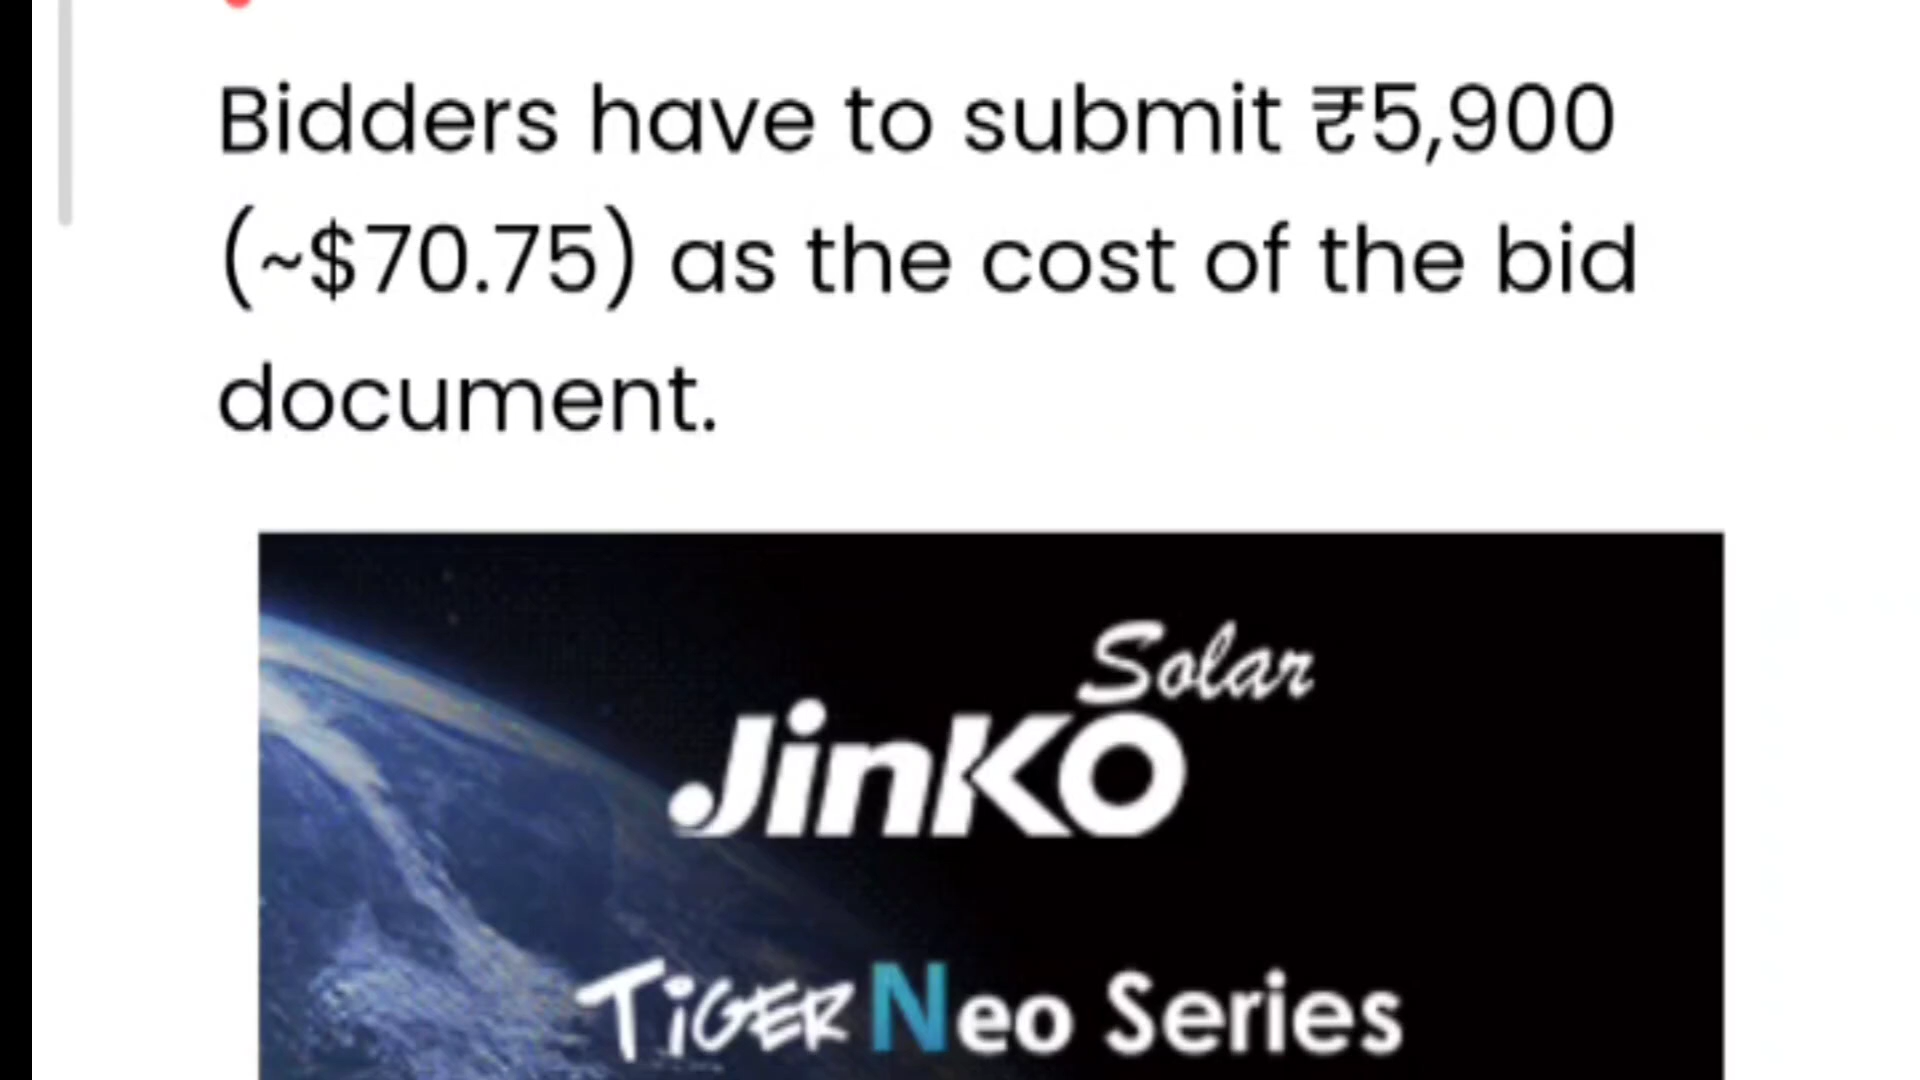 Bidders have to submit ₹5,900
(~$70.75) as the cost of the bid
document.
Solar
JinKO
TiGER Neo Series